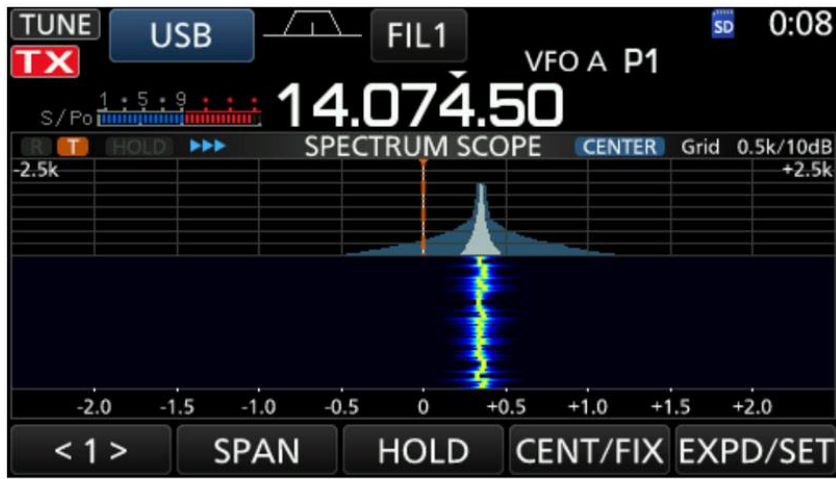 TUNE USB FIL1 SD 0:08
TX VFO A P1
S/Po 1 5 9 14.074.50
R T HOLD SPECTRUM SCOPE CENTER Grid 0.5k/10dB
-2.5k +2.5k
-2.0 -1.5 -1.0 -0.5 0 +0.5 +1.0 +1.5 +2.0
< 1 > SPAN HOLD CENT/FIX EXPD/SET